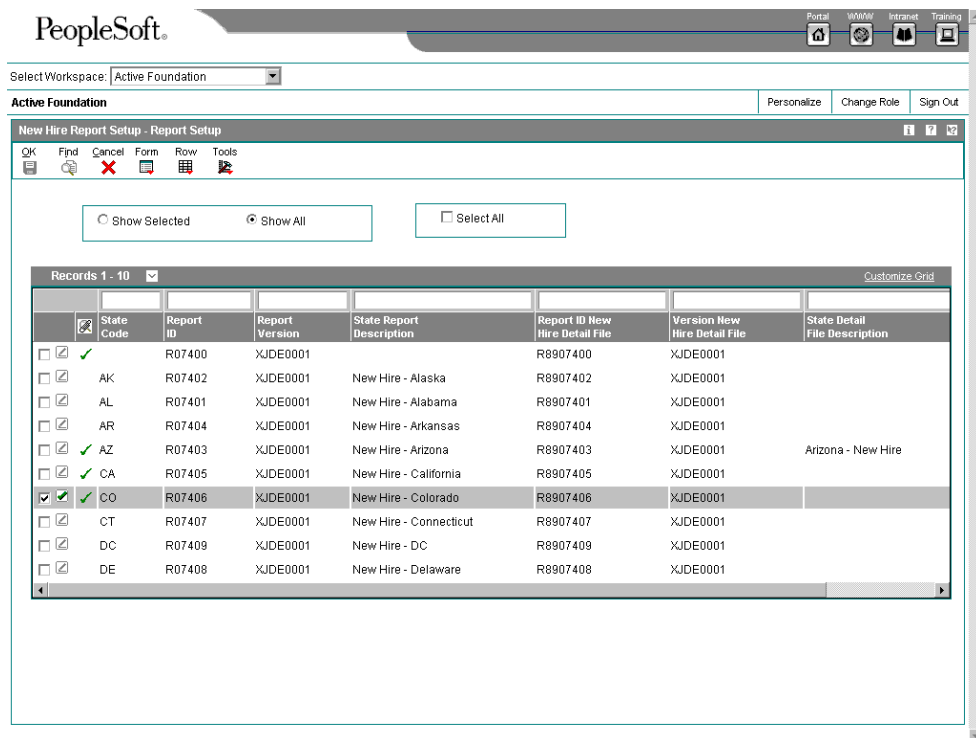 PeopleSoft®
Portal WWW Intranet Training
Select Workspace: Active Foundation
Active Foundation Personalize Change Role Sign Out
New Hire Report Setup - Report Setup
OK Find Cancel Form Row Tools
Show Selected Show All Select All
Records 1 - 10 Customize Grid
State Code Report ID Report Version State Report Description Report ID New Hire Detail File Version New Hire Detail File State Detail File Description
R07400 XJDE0001 R8907400 XJDE0001
AK R07402 XJDE0001 New Hire - Alaska R8907402 XJDE0001
AL R07401 XJDE0001 New Hire - Alabama R8907401 XJDE0001
AR R07404 XJDE0001 New Hire - Arkansas R8907404 XJDE0001
AZ R07403 XJDE0001 New Hire - Arizona R8907403 XJDE0001 Arizona - New Hire
CA R07405 XJDE0001 New Hire - California R8907405 XJDE0001
CO R07406 XJDE0001 New Hire - Colorado R8907406 XJDE0001
CT R07407 XJDE0001 New Hire - Connecticut R8907407 XJDE0001
DC R07409 XJDE0001 New Hire - DC R8907409 XJDE0001
DE R07408 XJDE0001 New Hire - Delaware R8907408 XJDE0001